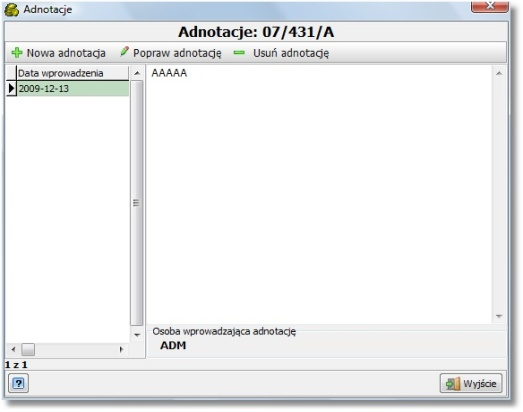 Adnotacje
Adnotacje: 07/431/A
Nowa adnotacja Popraw adnotację Usuń adnotację
Data wprowadzenia
2009-12-13
AAAAA
Osoba wprowadzająca adnotację
ADM
1 z 1
? Wyjście